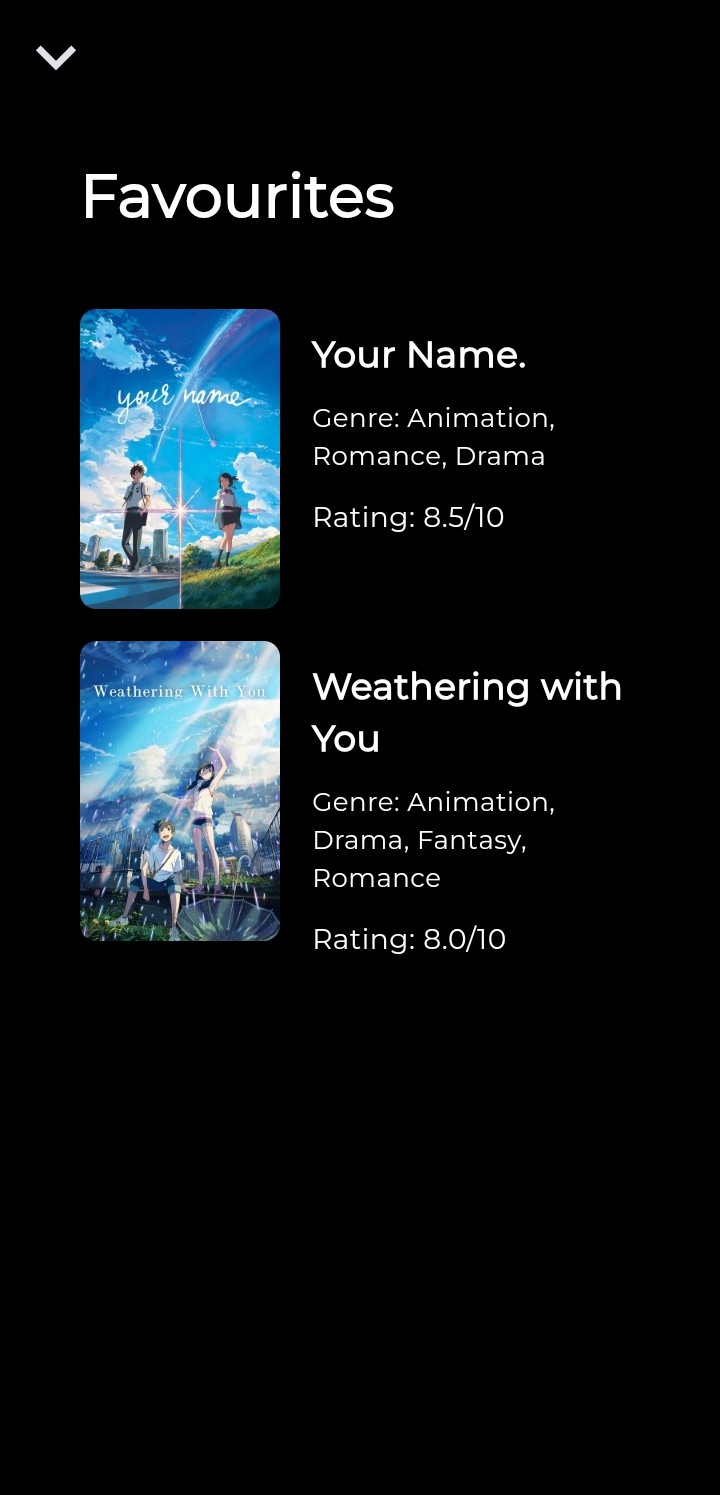 Favourites
your name.
Your Name.
Genre: Animation,
Romance, Drama
Rating: 8.5/10
Weathering With You
Weathering with
You
Genre: Animation,
Drama, Fantasy,
Romance
Rating: 8.0/10